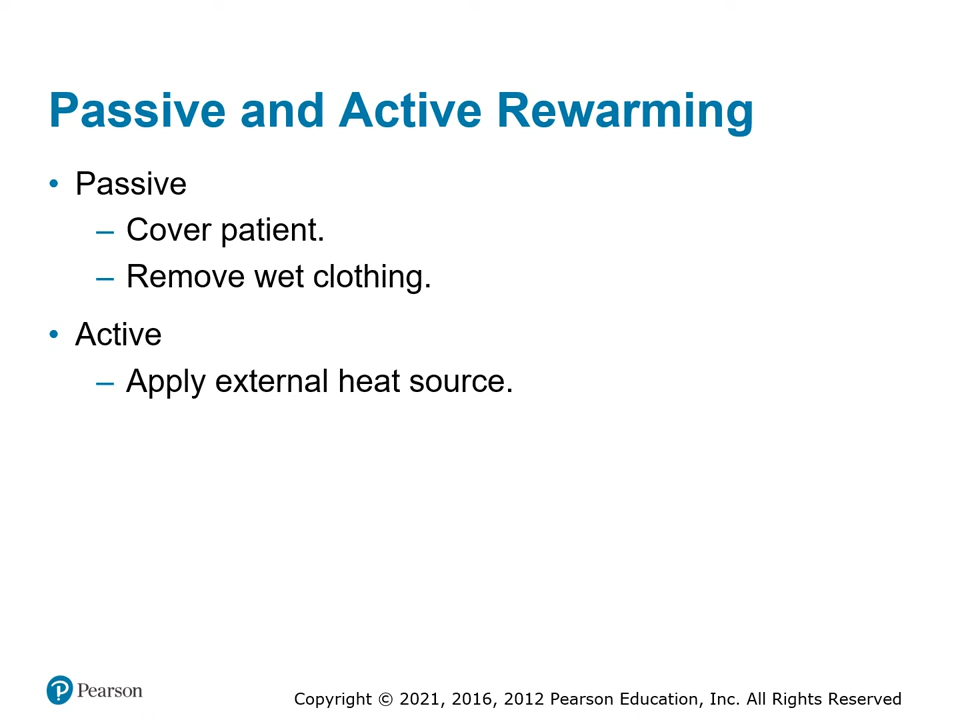 Passive and Active Rewarming
• Passive
– Cover patient.
– Remove wet clothing.
• Active
– Apply external heat source.
Pearson
Copyright © 2021, 2016, 2012 Pearson Education, Inc. All Rights Reserved